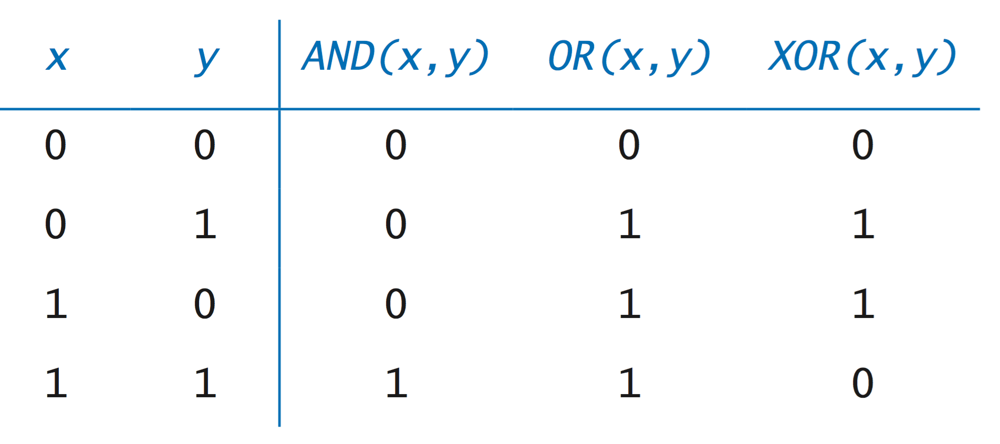 x y AND(x,y) OR(x,y) XOR(x,y)
0 0 0 0 0
0 1 0 1 1
1 0 0 1 1
1 1 1 1 0